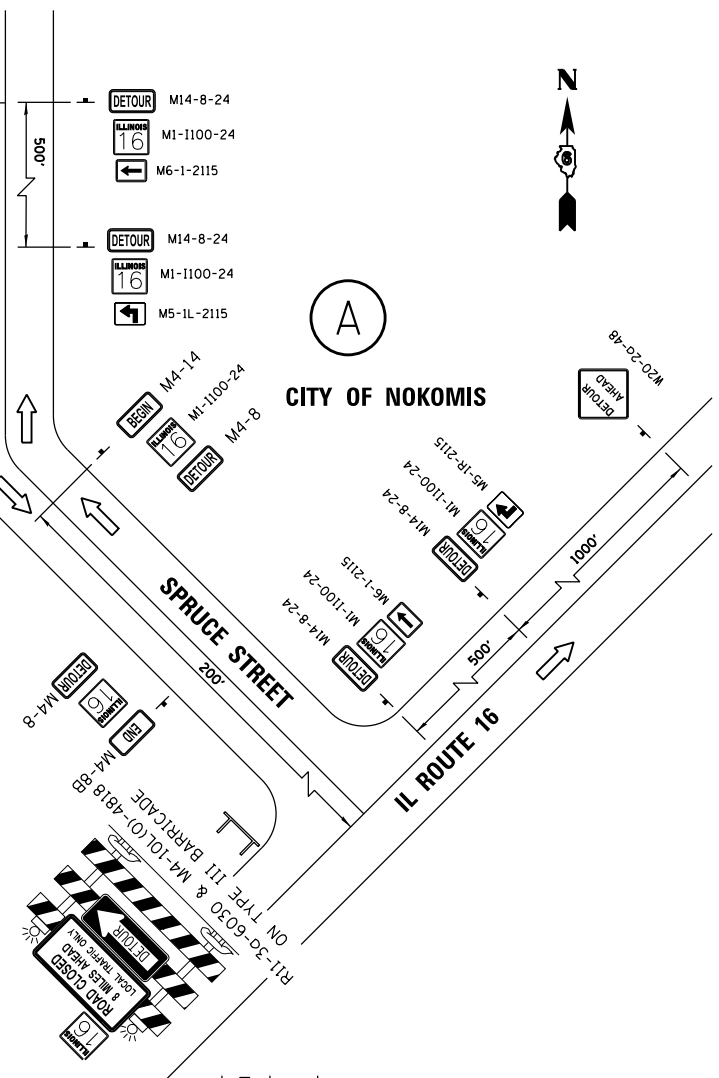 N
6
DETOUR M14-8-24
ILLINOIS
16 M1-I100-24
M6-1-2115
500'
DETOUR M14-8-24
ILLINOIS
16 M1-I100-24
M5-1L-2115
A
CITY OF NOKOMIS
BEGIN M4-14
ILLINOIS
16 M1-I100-24
DETOUR M4-8
DETOUR
AHEAD
W20-2a-48
M5-1R-2115
ILLINOIS
16 M1-I100-24
DETOUR M14-8-24
1000'
M6-1-2115
ILLINOIS
16 M1-I100-24
DETOUR M14-8-24
500'
SPRUCE STREET
200'
IL ROUTE 16
DETOUR M4-8
ILLINOIS
16
END M4-8B
R11-3a-6030 & M4-10L(O)-4818
ON TYPE III BARRICADE
DETOUR
ROAD CLOSED
8 MILES AHEAD
LOCAL TRAFFIC ONLY
ILLINOIS
16